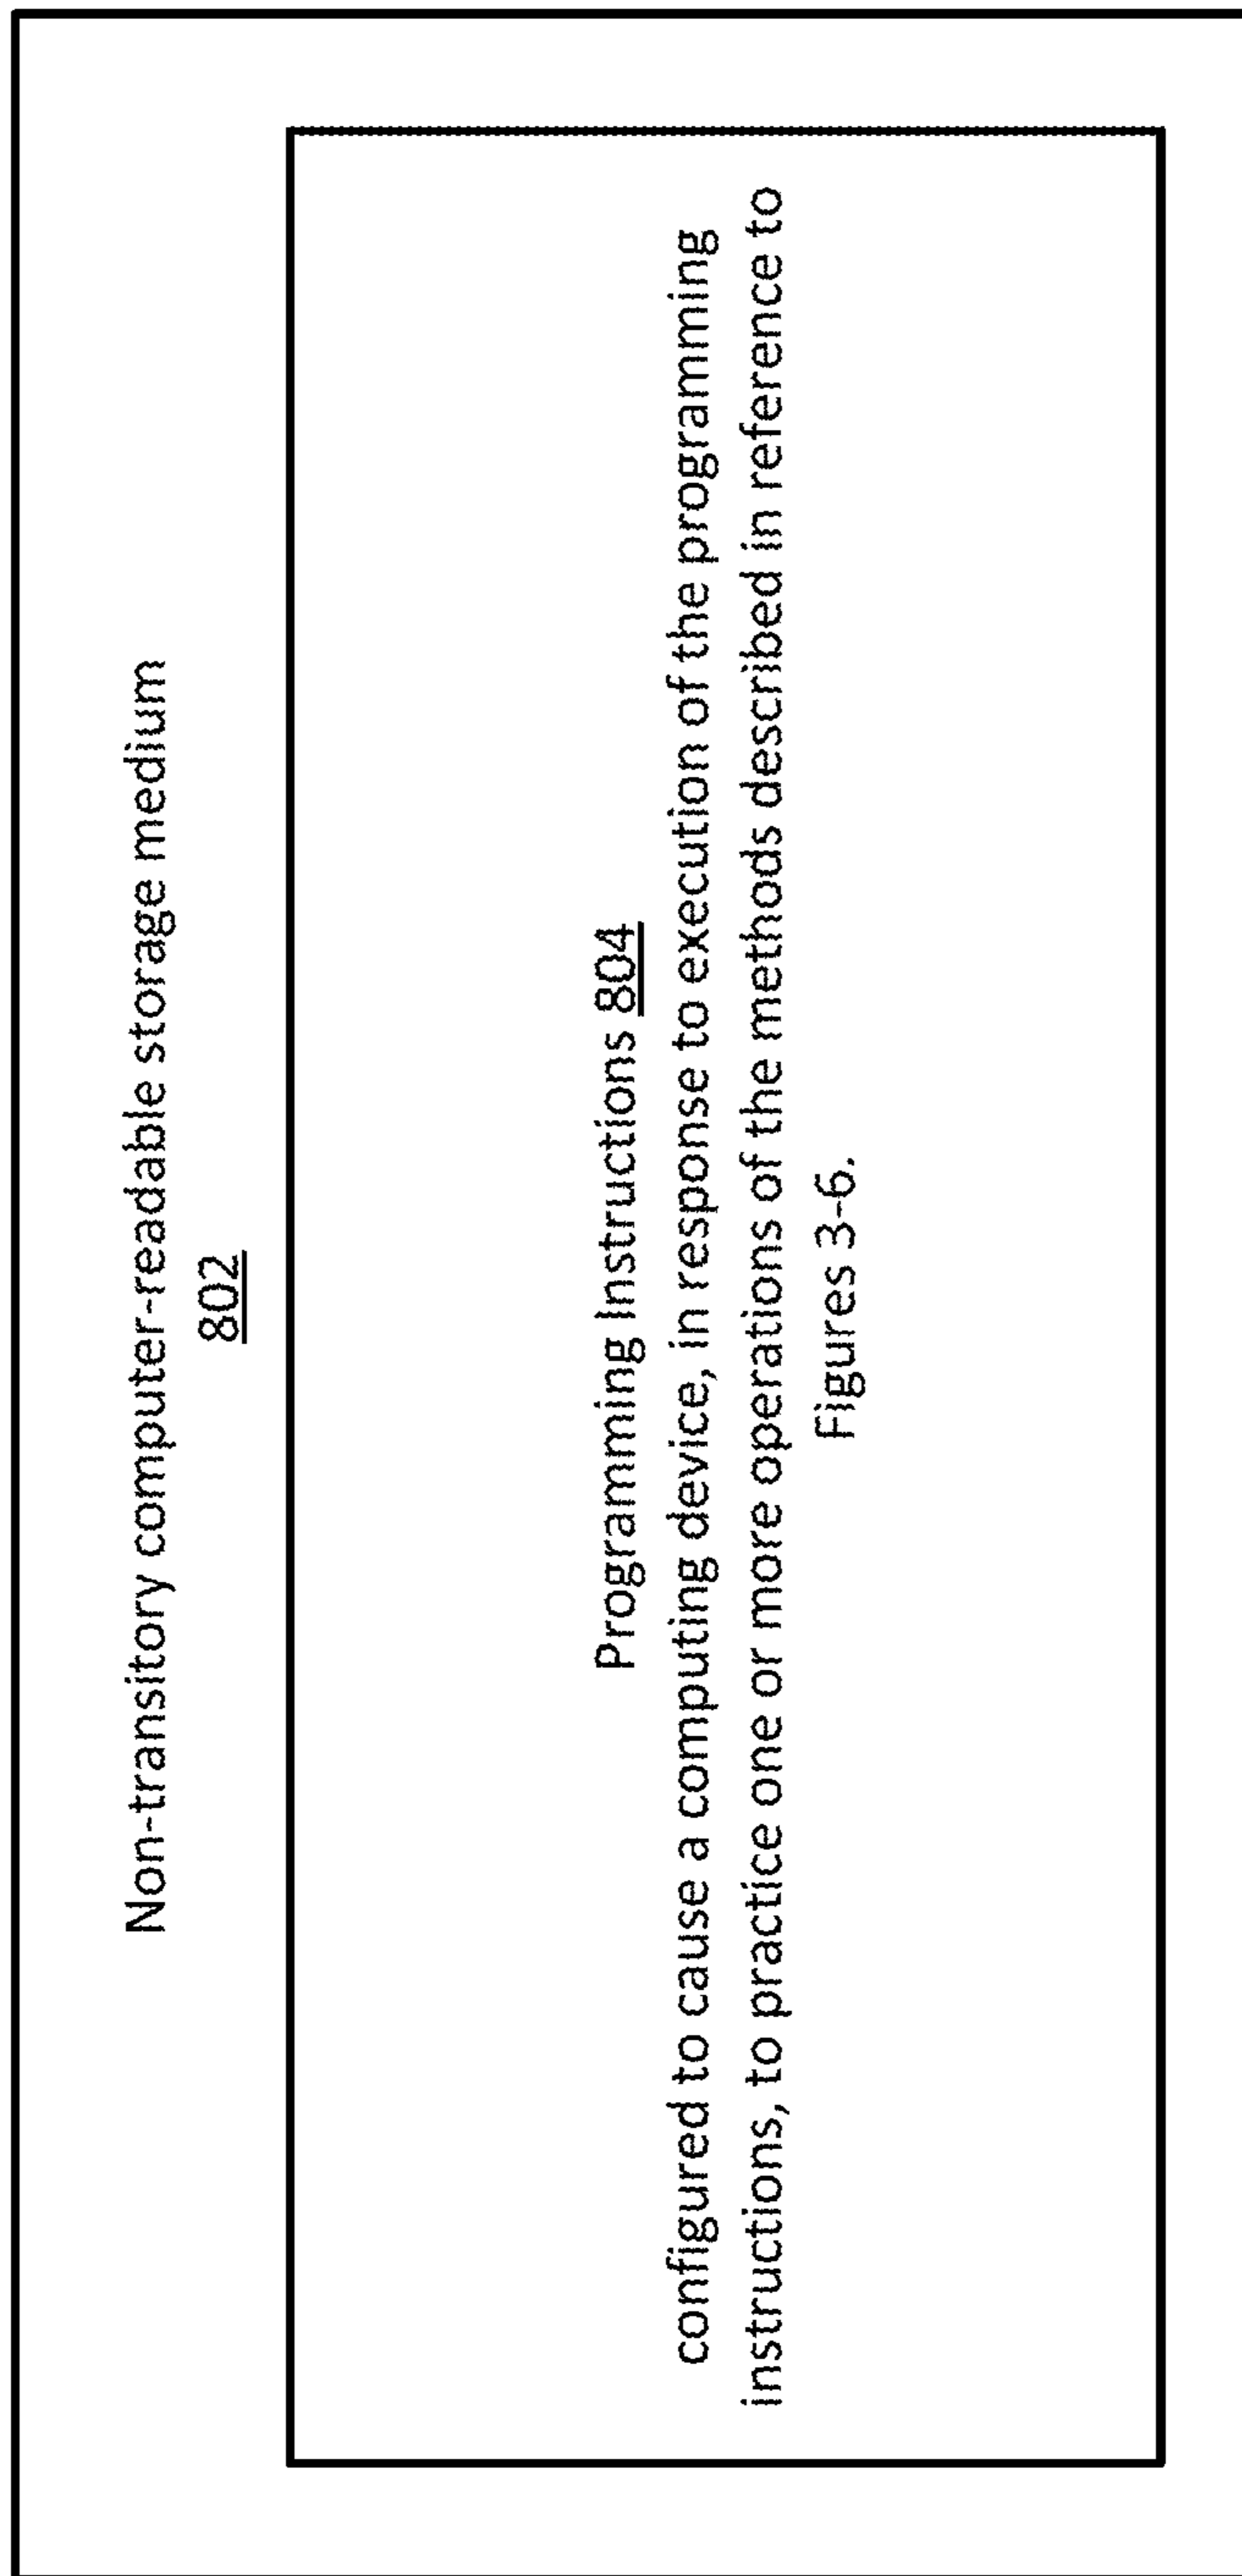 Non-transitory computer-readable storage medium
802
Programming Instructions 804
configured to cause a computing device, in response to execution of the programming
instructions, to practice one or more operations of the methods described in reference to
Figures 3-6.